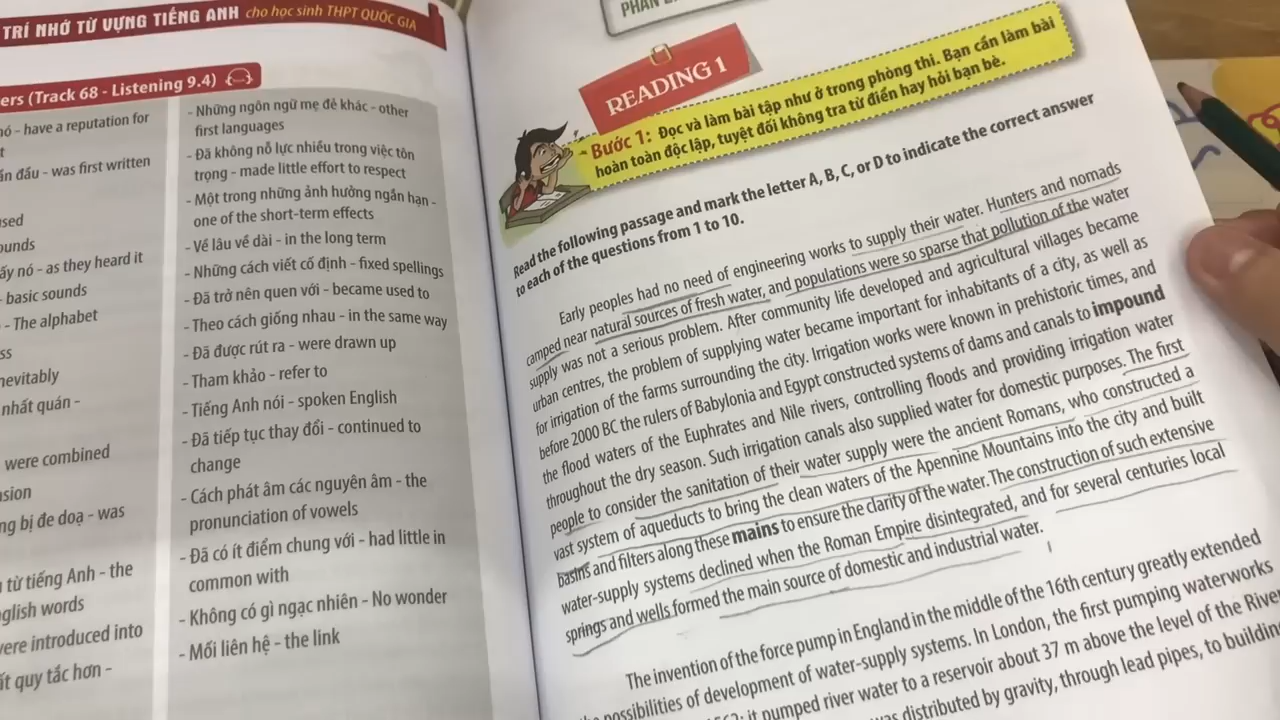 TRÍ NHỚ TỪ VỰNG TIẾNG ANH cho học sinh THPT QUỐC GIA
ers (Track 68 - Listening 9.4)
- have a reputation for
- was first written
- as they heard it
basic sounds
- The alphabet
nhất quán -
were combined
bị đe doạ - was
từ tiếng Anh - the
words
were introduced into
quy tắc hơn -
- Những ngôn ngữ mẹ đẻ khác - other
first languages
- Đã không nỗ lực nhiều trong việc tôn
trọng - made little effort to respect
- Một trong những ảnh hưởng ngắn hạn -
one of the short-term effects
- Về lâu về dài - in the long term
- Những cách viết cố định - fixed spellings
- Đã trở nên quen với - became used to
- Theo cách giống nhau - in the same way
- Đã được rút ra - were drawn up
- Tham khảo - refer to
- Tiếng Anh nói - spoken English
- Đã tiếp tục thay đổi - continued to
change
- Cách phát âm các nguyên âm - the
pronunciation of vowels
- Đã có ít điểm chung với - had little in
common with
- Không có gì ngạc nhiên - No wonder
- Mối liên hệ - the link
READING 1
- Bước 1: Đọc và làm bài tập như ở trong phòng thi. Bạn cần làm bài
hoàn toàn độc lập, tuyệt đối không tra từ điển hay hỏi bạn bè.
Read the following passage and mark the letter A, B, C, or D to indicate the correct answer
to each of the questions from 1 to 10.
Early peoples had no need of engineering works to supply their water. Hunters and nomads
camped near natural sources of fresh water, and populations were so sparse that pollution of the water
supply was not a serious problem. After community life developed and agricultural villages became
urban centres, the problem of supplying water became important for inhabitants of a city, as well as
for irrigation of the farms surrounding the city. Irrigation works were known in prehistoric times, and
before 2000 BC the rulers of Babylonia and Egypt constructed systems of dams and canals to impound
the flood waters of the Euphrates and Nile rivers, controlling floods and providing irrigation water
throughout the dry season. Such irrigation canals also supplied water for domestic purposes. The first
people to consider the sanitation of their water supply were the ancient Romans, who constructed a
vast system of aqueducts to bring the clean waters of the Apennine Mountains into the city and built
basins and filters along these mains to ensure the clarity of the water. The construction of such extensive
water-supply systems declined when the Roman Empire disintegrated, and for several centuries local
springs and wells formed the main source of domestic and industrial water.
The invention of the force pump in England in the middle of the 16th century greatly extended
possibilities of development of water-supply systems. In London, the first pumping waterworks
it pumped river water to a reservoir about 37 m above the level of the River
was distributed by gravity, through lead pipes, to